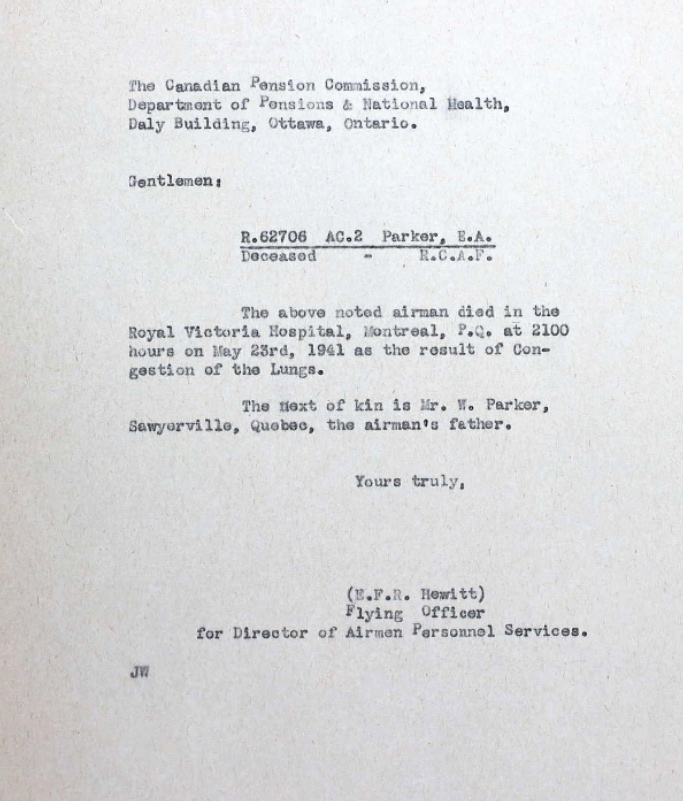 The Canadian Pension Commission,
Department of Pensions & National Health,
Daly Building, Ottawa, Ontario.
Gentlemen:
R.62706 AC.2 Parker, E.A.
Deceased - R.C.A.F.
The above noted airman died in the
Royal Victoria Hospital, Montreal, P.Q. at 2100
hours on May 23rd, 1941 as the result of Con-
gestion of the Lungs.
The next of kin is Mr. W. Parker,
Sawyerville, Quebec, the airman's father.
Yours truly,
(E.F.R. Hewitt)
Flying Officer
for Director of Airmen Personnel Services.
JW